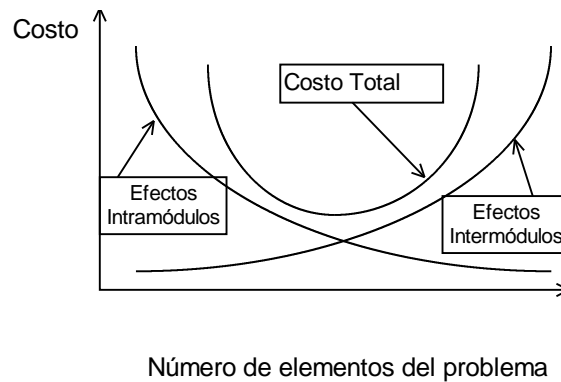 Costo
Costo Total
Efectos
Intramódulos
Efectos
Intermódulos
Número de elementos del problema